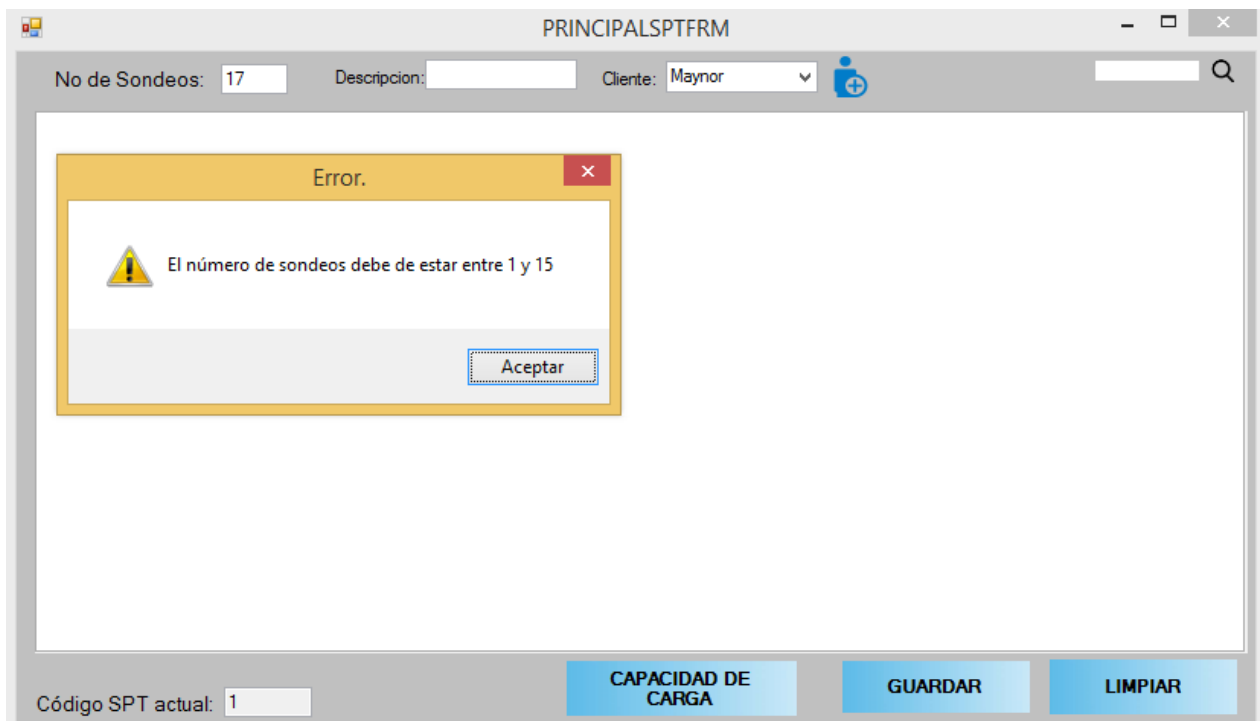 PRINCIPALSPTFRM
No de Sondeos: 17 Descripcion: Cliente: Maynor
Error.
El número de sondeos debe de estar entre 1 y 15
Aceptar
CAPACIDAD DE
CARGA
GUARDAR
LIMPIAR
Código SPT actual: 1